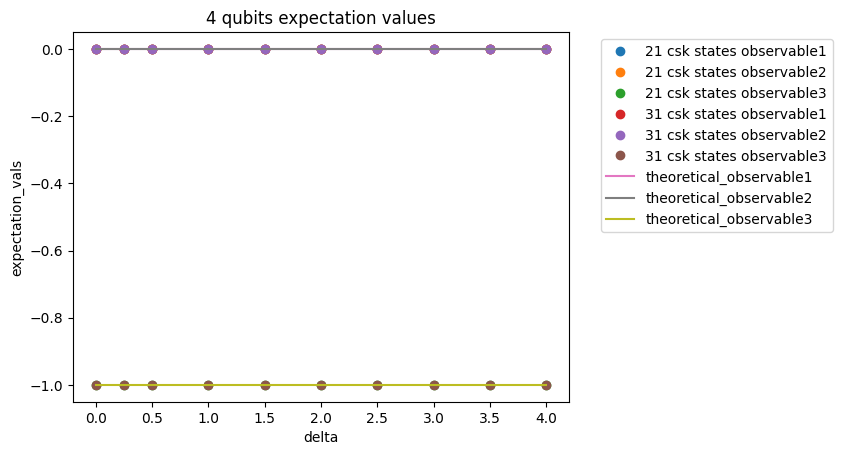 4 qubits expectation values
expectation_vals
0.0
−0.2
−0.4
−0.6
−0.8
−1.0
0.0 0.5 1.0 1.5 2.0 2.5 3.0 3.5 4.0
delta
21 csk states observable1
21 csk states observable2
21 csk states observable3
31 csk states observable1
31 csk states observable2
31 csk states observable3
theoretical_observable1
theoretical_observable2
theoretical_observable3